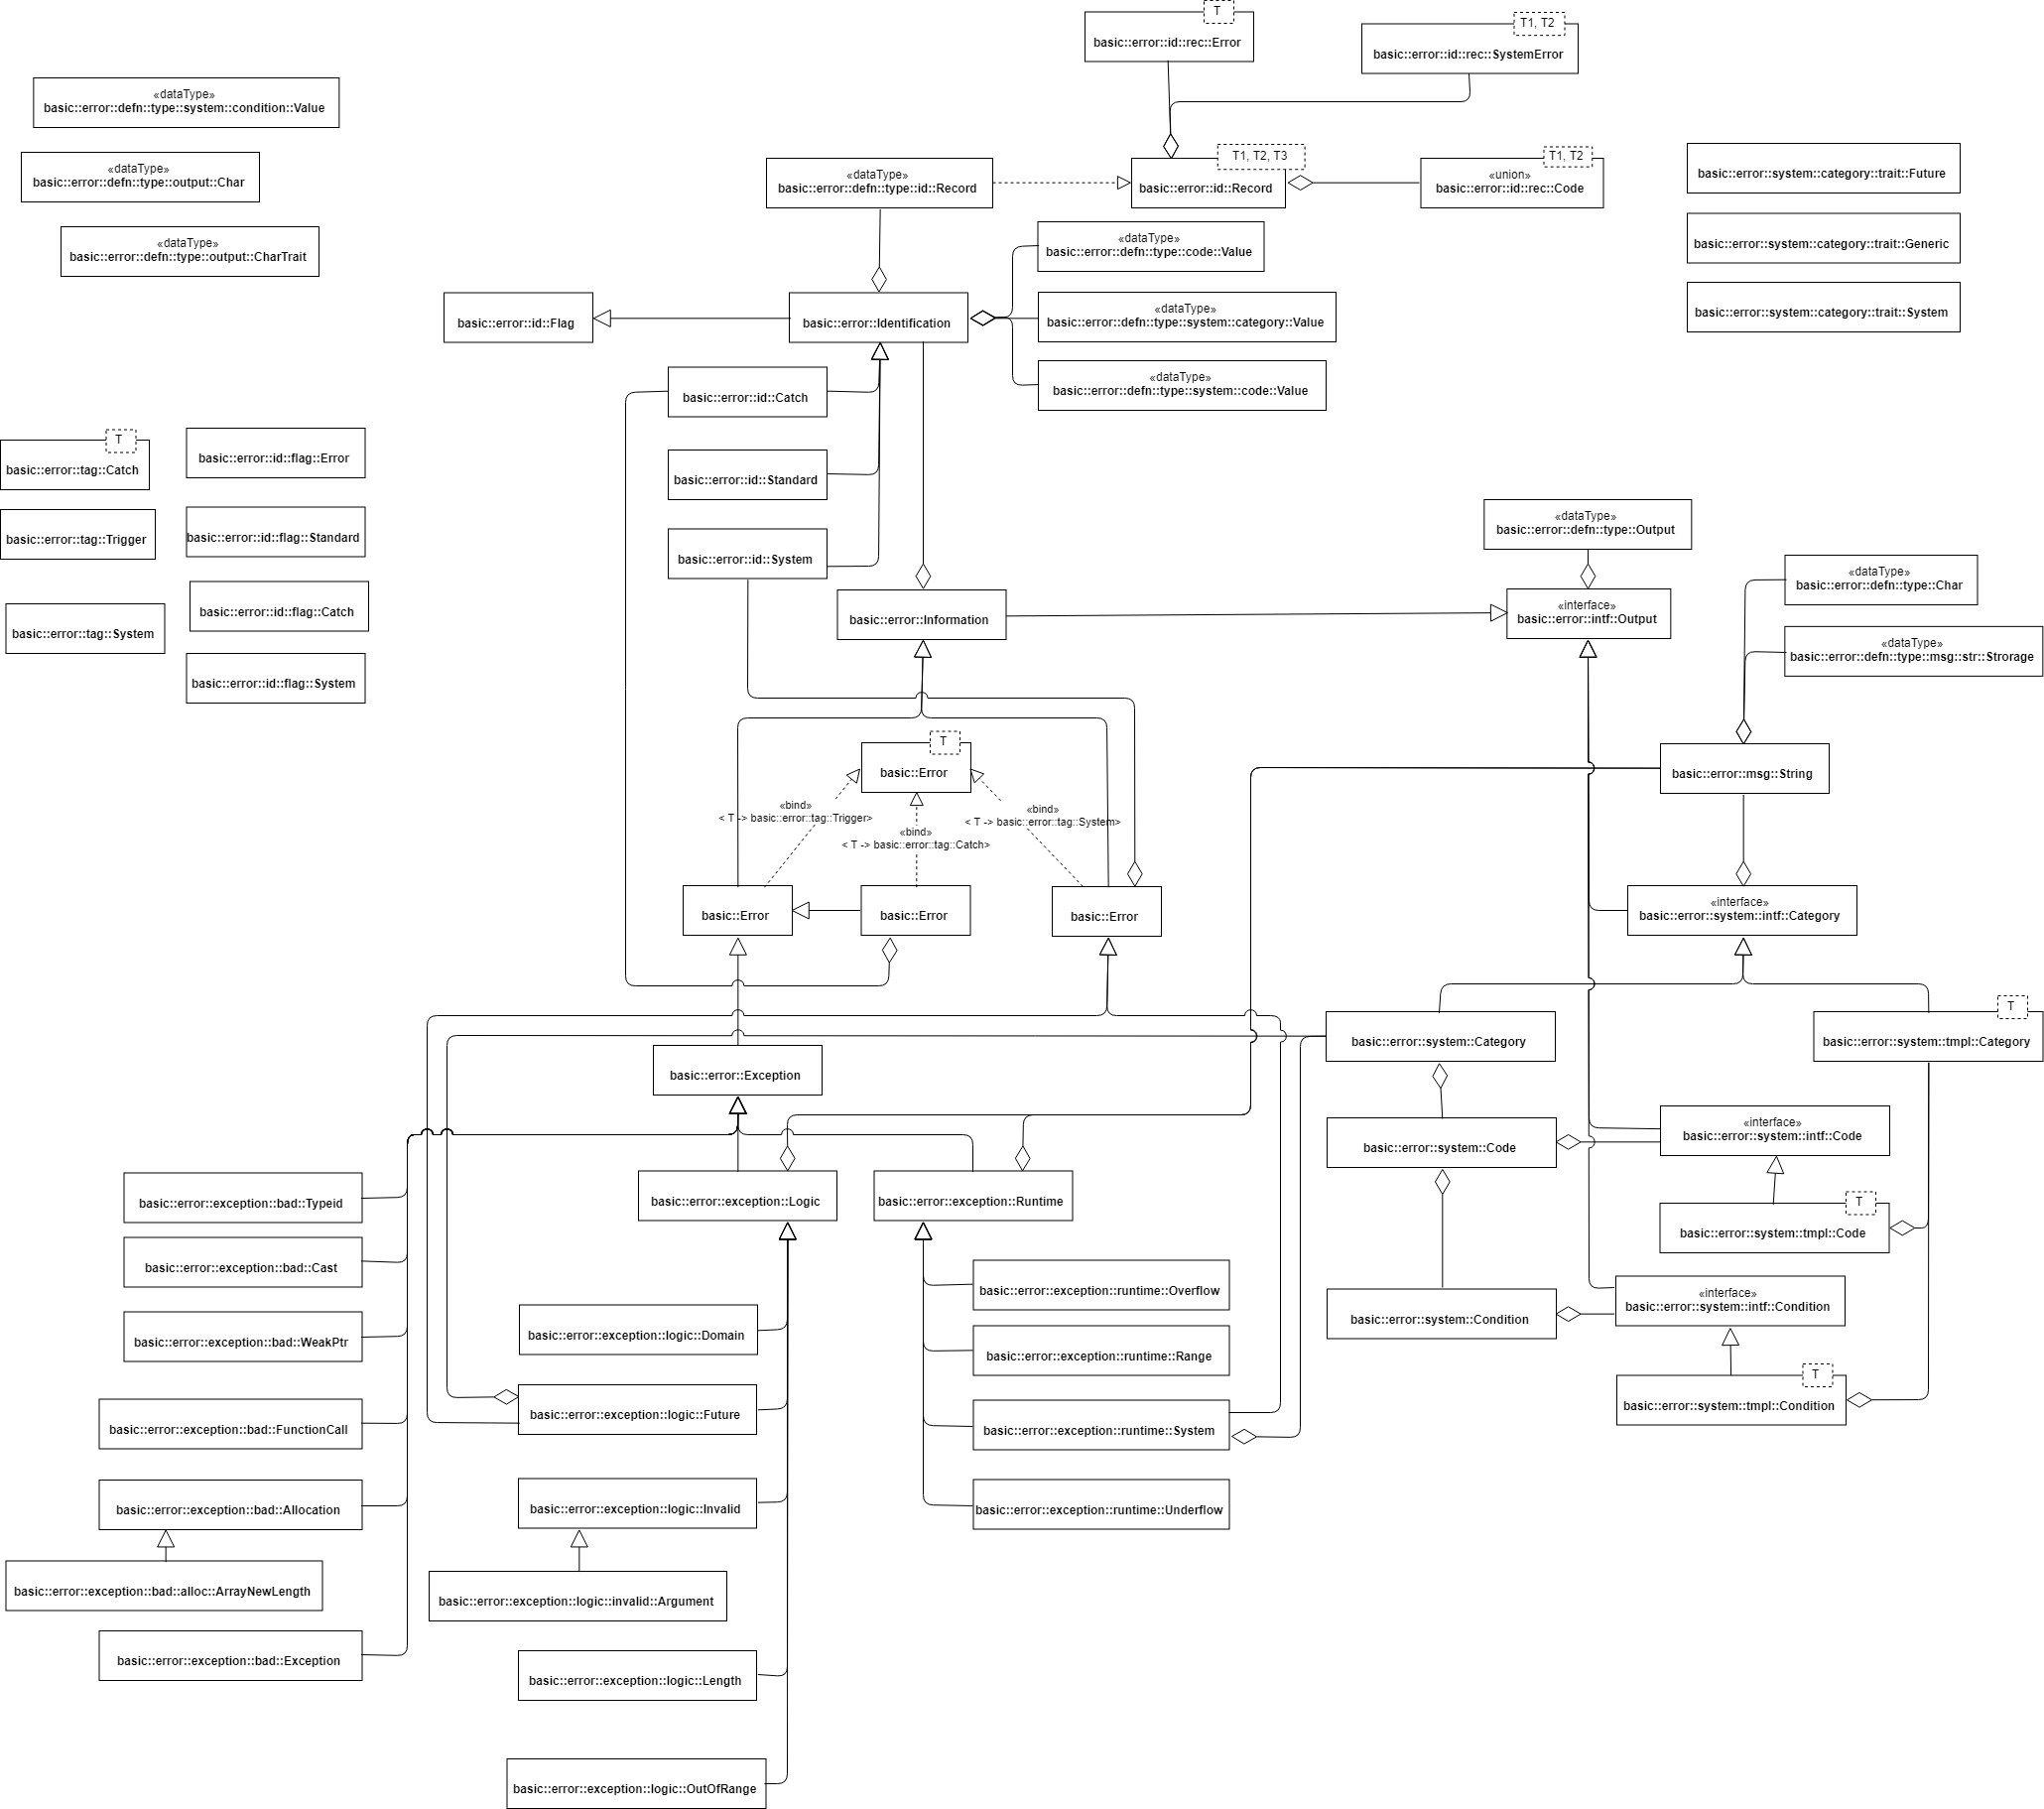 T
basic::error::id::rec::Error
T1, T2
basic::error::id::rec::SystemError
«dataType»
basic::error::defn::type::system::condition::Value
«dataType»
basic::error::defn::type::output::Char
«dataType»
basic::error::defn::type::output::CharTrait
«dataType»
basic::error::defn::type::id::Record
T1, T2, T3
basic::error::id::Record
T1, T2
«union»
basic::error::id::rec::Code
basic::error::system::category::trait::Future
basic::error::system::category::trait::Generic
basic::error::system::category::trait::System
«dataType»
basic::error::defn::type::code::Value
basic::error::id::Flag
basic::error::Identification
«dataType»
basic::error::defn::type::system::category::Value
«dataType»
basic::error::defn::type::system::code::Value
basic::error::id::Catch
basic::error::id::Standard
basic::error::id::System
T
basic::error::tag::Catch
basic::error::id::flag::Error
basic::error::tag::Trigger
basic::error::id::flag::Standard
basic::error::id::flag::Catch
basic::error::tag::System
basic::error::id::flag::System
«dataType»
basic::error::defn::type::Output
basic::error::Information
«interface»
basic::error::intf::Output
«dataType»
basic::error::defn::type::Char
«dataType»
basic::error::defn::type::msg::str::Strorage
T
basic::Error
basic::error::msg::String
«bind»
< T -> basic::error::tag::Trigger>
«bind»
< T -> basic::error::tag::Catch>
«bind»
< T -> basic::error::tag::System>
basic::Error
basic::Error
basic::Error
«interface»
basic::error::system::intf::Category
basic::error::Exception
basic::error::system::Category
T
basic::error::system::tmpl::Category
basic::error::system::Code
«interface»
basic::error::system::intf::Code
T
basic::error::system::tmpl::Code
basic::error::exception::bad::Typeid
basic::error::exception::Logic
basic::error::exception::Runtime
basic::error::exception::bad::Cast
basic::error::exception::runtime::Overflow
basic::error::system::Condition
«interface»
basic::error::system::intf::Condition
basic::error::exception::bad::WeakPtr
basic::error::exception::logic::Domain
basic::error::exception::runtime::Range
T
basic::error::system::tmpl::Condition
basic::error::exception::bad::FunctionCall
basic::error::exception::logic::Future
basic::error::exception::runtime::System
basic::error::exception::bad::Allocation
basic::error::exception::logic::Invalid
basic::error::exception::runtime::Underflow
basic::error::exception::bad::alloc::ArrayNewLength
basic::error::exception::logic::invalid::Argument
basic::error::exception::bad::Exception
basic::error::exception::logic::Length
basic::error::exception::logic::OutOfRange